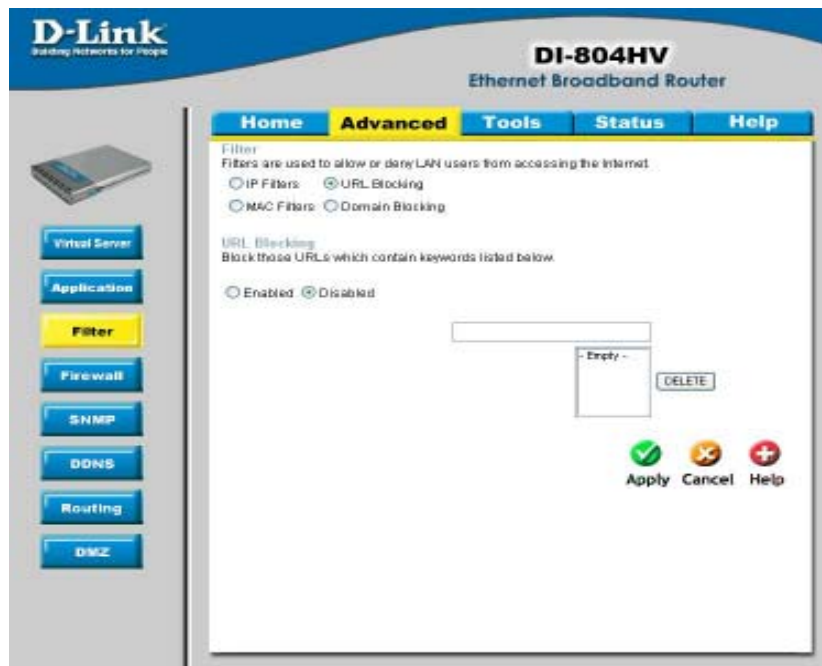 D-Link
Building Networks for People
DI-804HV
Ethernet Broadband Router
Home Advanced Tools Status Help
Filter
Filters are used to allow or deny LAN users from accessing the Internet.
IP Filters URL Blocking
MAC Filters Domain Blocking
URL Blocking
Block those URLs which contain keywords listed below.
Enabled Disabled
- Empty -
DELETE
Apply Cancel Help
Virtual Server
Application
Filter
Firewall
SNMP
DDNS
Routing
DMZ